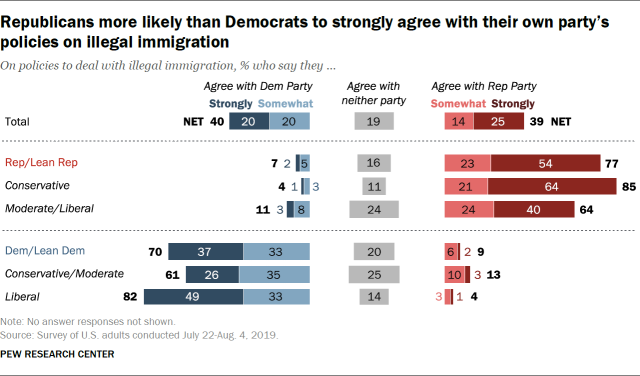 Republicans more likely than Democrats to strongly agree with their own party's
policies on illegal immigration
On policies to deal with illegal immigration, % who say they ...
Agree with Dem Party Agree with neither party Agree with Rep Party
Strongly Somewhat Somewhat Strongly
Total NET 40 20 20 19 14 25 39 NET
Rep/Lean Rep 7 2 5 16 23 54 77
Conservative 4 1 3 11 21 64 85
Moderate/Liberal 11 3 8 24 24 40 64
Dem/Lean Dem 70 37 33 20 6 2 9
Conservative/Moderate 61 26 35 25 10 3 13
Liberal 82 49 33 14 3 1 4
Note: No answer responses not shown.
Source: Survey of U.S. adults conducted July 22-Aug. 4, 2019.
PEW RESEARCH CENTER